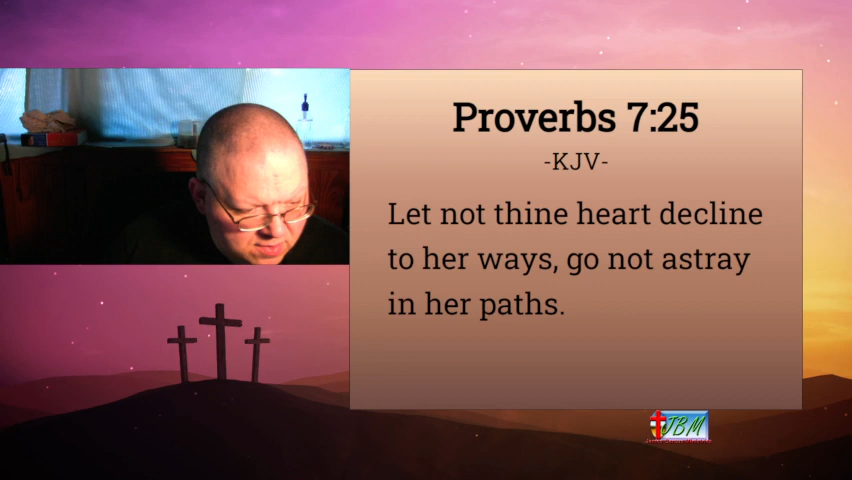 Proverbs 7:25
-KJV-
Let not thine heart decline
to her ways, go not astray
in her paths.
JBM